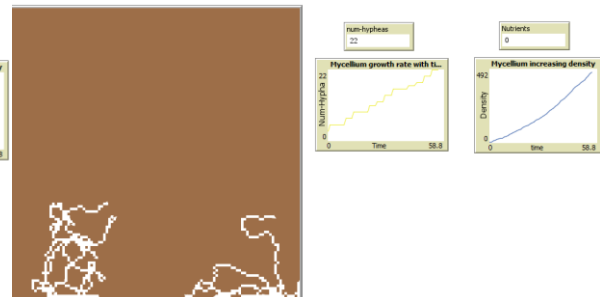 num-hypheas
22
Nutrients
0
Mycellium growth rate with ti...
22
Num-Hypha
0
0
Time
58.8
Mycellium increasing density
492
Density
0
0
time
58.8